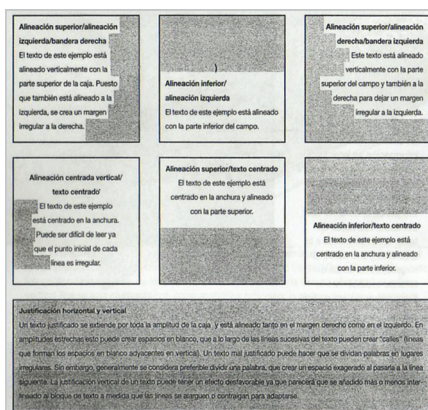 Alineación superior/alineación
izquierda/bandera derecha
El texto de este ejemplo está
alineado verticalmente con la
parte superior de la caja. Puesto
que también está alineado a la
izquierda, se crea un margen
irregular a la derecha.
Alineación inferior/
alineación izquierda
El texto de este ejemplo está alineado
con la parte inferior del campo.
Alineación superior/alineación
derecha/bandera izquierda
Este texto está alineado
verticalmente con la parte
superior del campo y también a la
derecha para dejar un margen
irregular a la izquierda.
Alineación centrada vertical/
texto centrado
El texto de este ejemplo
está centrado en la anchura.
Puede ser difícil de leer ya
que el punto inicial de cada
línea es irregular.
Alineación superior/texto centrado
El texto de este ejemplo está
centrado en la anchura y alineado
con la parte superior.
Alineación inferior/texto centrado
El texto de este ejemplo está
centrado en la anchura y alineado
con la parte inferior.
Justificación horizontal y vertical
Un texto justificado se extiende por toda la amplitud de la caja y está alineado tanto en el margen derecho como en el izquierdo. En
amplitudes estrechas esto puede crear espacios en blanco, que a lo largo de las líneas sucesivas del texto pueden crear "calles" (líneas
que forman los espacios en blanco adyacentes en vertical). Un texto mal justificado puede hacer que se dividan palabras en lugares
irregulares. Sin embargo, generalmente se considera preferible dividir una palabra, que crear un espacio exagerado al pasarla a la línea
siguiente. La justificación vertical de un texto puede tener un efecto desfavorable ya que parecerá que se añadido más o menos inter-
lineado al bloque de texto a medida que las líneas se alarguen o contraigan para adaptarse.